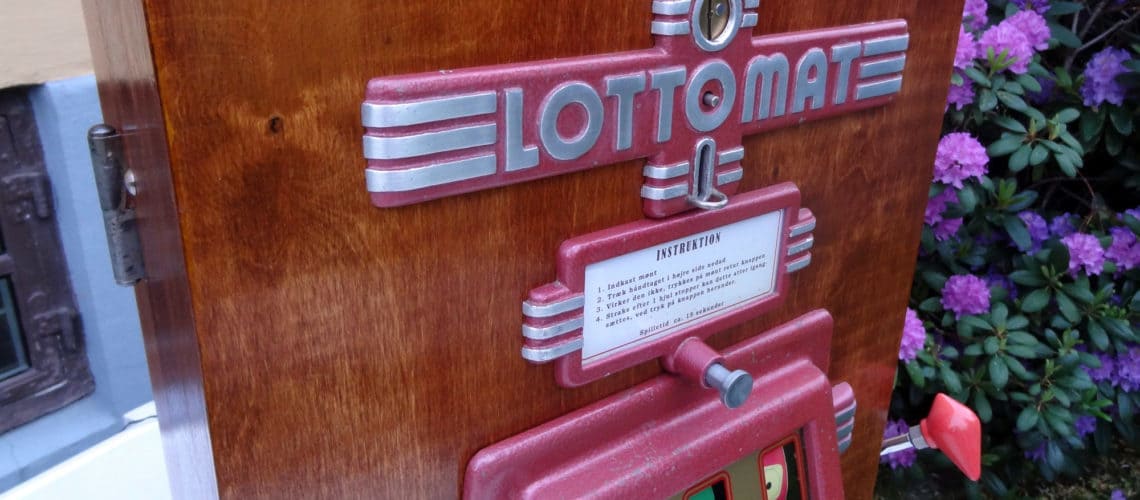 LOTTOMAT
INSTRUKTION
1. Indkast mønt
2. Træk håndtaget i højre side nedad.
3. Virker den ikke, trykkes på mønt retur knappen
4. Straks efter 1 hjul stopper kan dette atter igang-
sættes, ved tryk på knappen herunder.
Spilletid ca. 15 sekunder